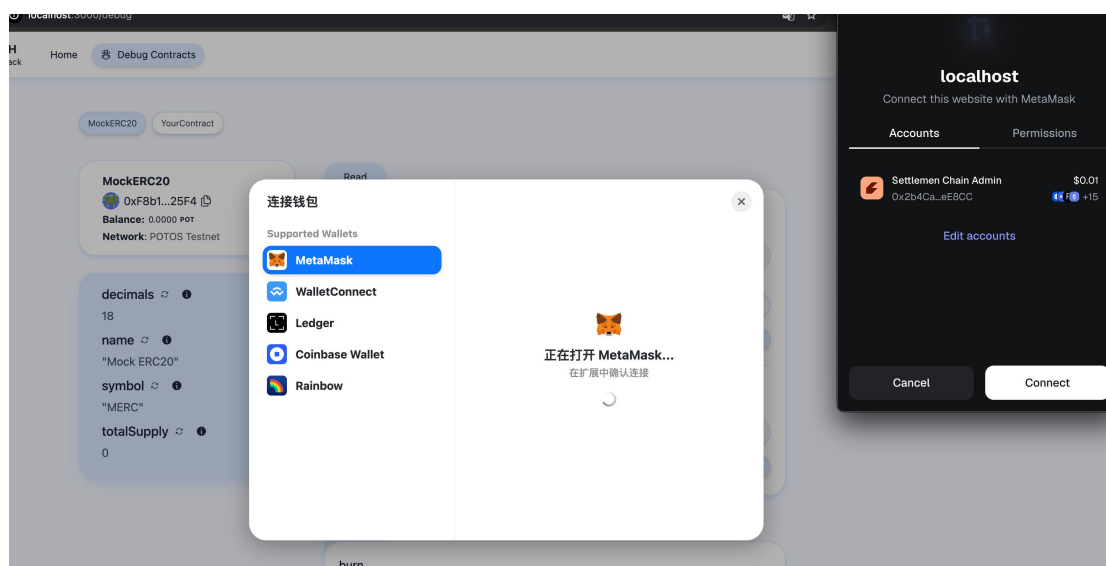 localhost:3000/debug
H
ack
Home
Debug Contracts
MockERC20
YourContract
MockERC20
0xF8b1...25F4
Balance: 0.0000 POT
Network: POTOS Testnet
decimals
18
name
"Mock ERC20"
symbol
"MERC"
totalSupply
0
Read
burn
连接钱包
Supported Wallets
MetaMask
WalletConnect
Ledger
Coinbase Wallet
Rainbow
正在打开 MetaMask...
在扩展中确认连接
localhost
Connect this website with MetaMask
Accounts
Permissions
Settlemen Chain Admin
$0.01
0x2b4Ca...eE8CC
+15
Edit accounts
Cancel
Connect